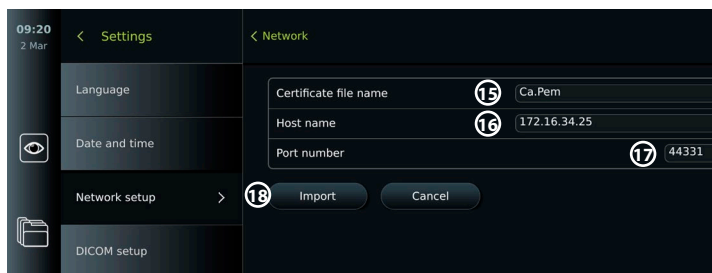 09:20
2 Mar
Settings
Network
Language
Date and time
Network setup
DICOM setup
Certificate file name 15 Ca.Pem
Host name 16 172.16.34.25
Port number 17 44331
18 Import Cancel